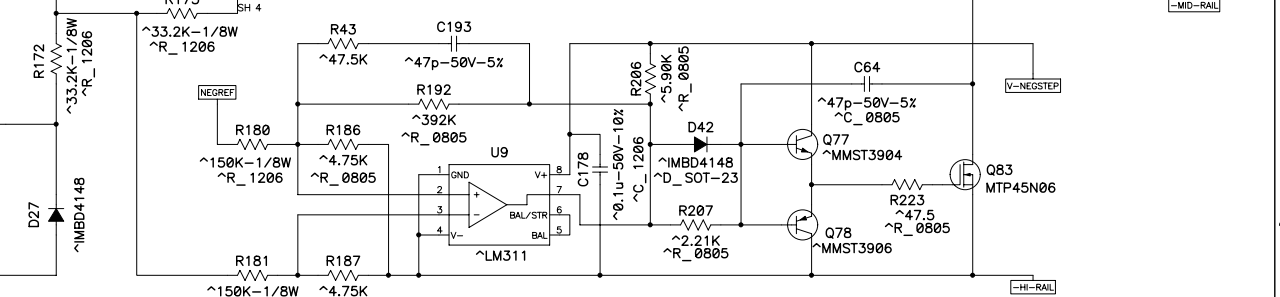 R173
SH 4
-MID-RAIL
^33.2K-1/8W
^R_1206
R172
^33.2K-1/8W
^R_1206
R43
^47.5K
C193
^47p-50V-5%
R206
^5.90K
^R_0805
C64
^47p-50V-5%
^C_0805
V-NEGSTEP
NEGREF
R192
^392K
^R_0805
R180
^150K-1/8W
^R_1206
R186
^4.75K
^R_0805
C178
^0.1u-50V-10%
^C_1206
D42
^IMBD4148
^D_SOT-23
Q77
^MMST3904
U9
1 GND V+ 8
2 + 7
3 - BAL/STR 6
4 V- BAL 5
^LM311
Q83
MTP45N06
R223
^47.5
^R_0805
D27
^IMBD4148
R207
^2.21K
^R_0805
Q78
^MMST3906
R181
^150K-1/8W
R187
^4.75K
-HI-RAIL